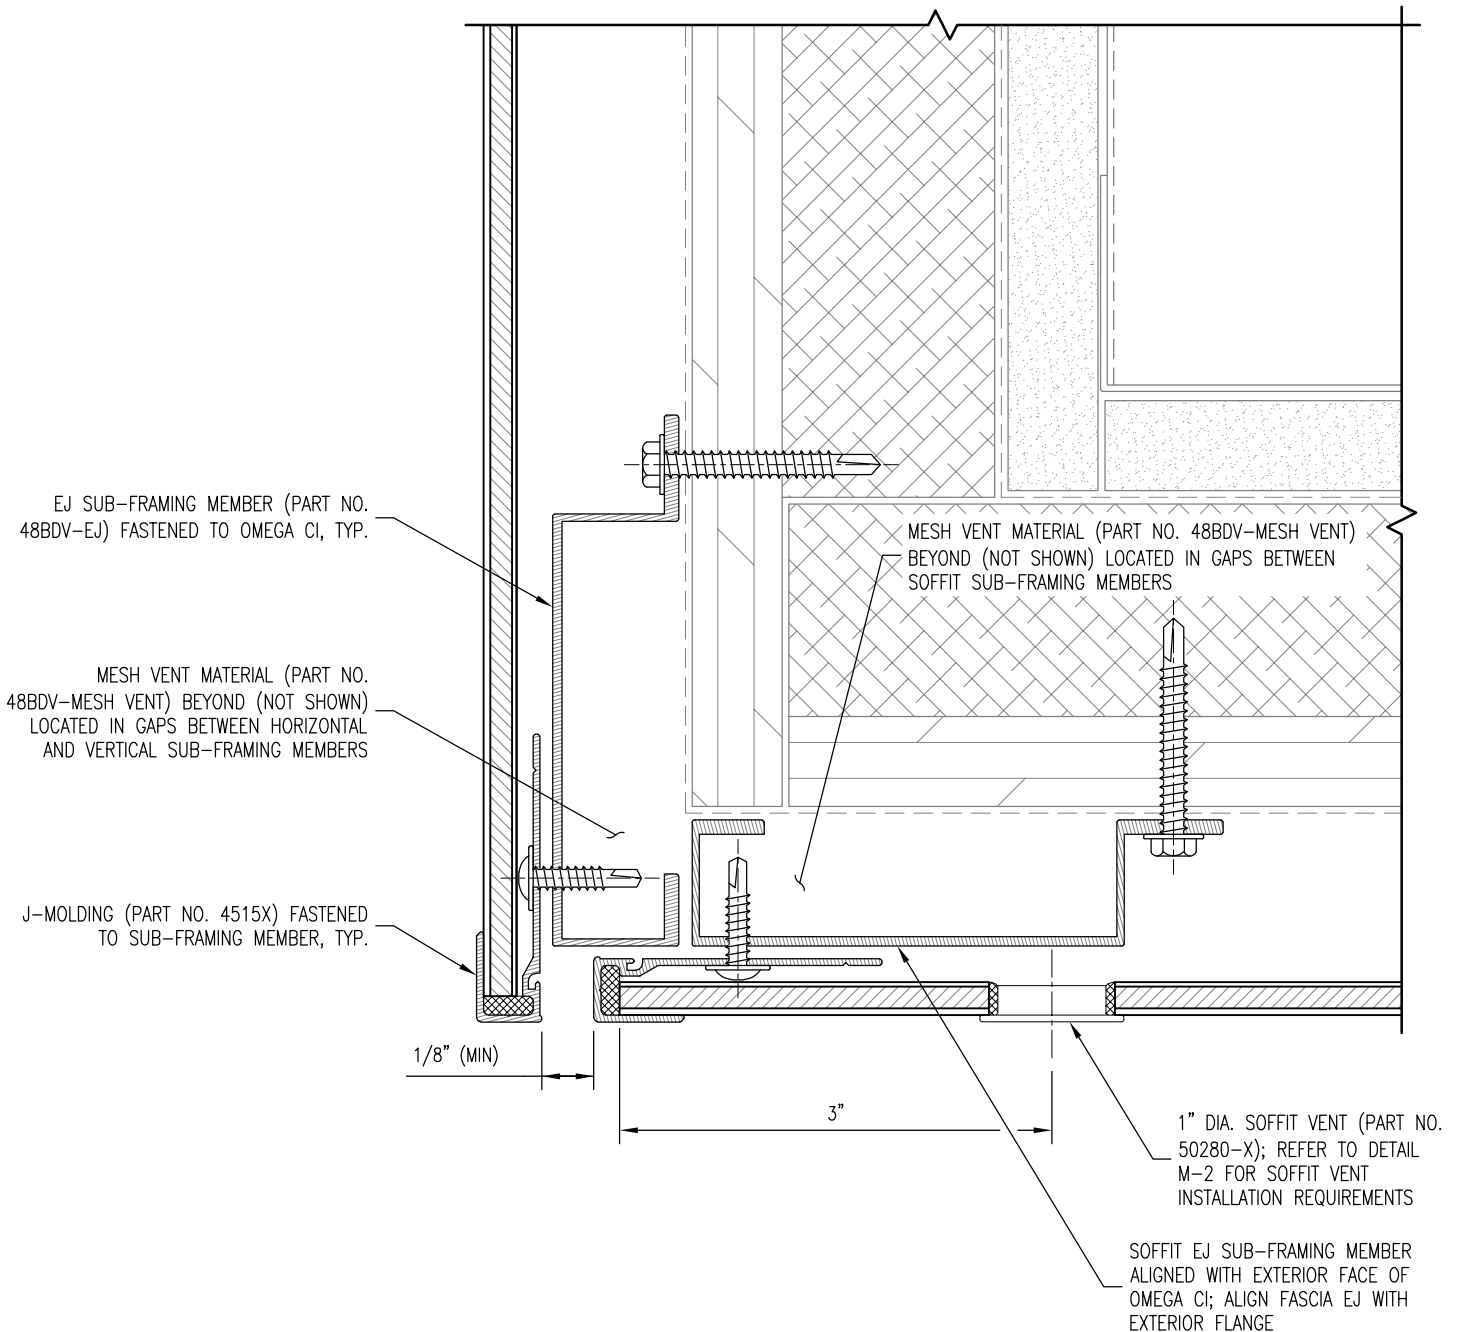 EJ SUB-FRAMING MEMBER (PART NO.
48BDV-EJ) FASTENED TO OMEGA CI, TYP.
MESH VENT MATERIAL (PART NO. 48BDV-MESH VENT)
BEYOND (NOT SHOWN) LOCATED IN GAPS BETWEEN
SOFFIT SUB-FRAMING MEMBERS
MESH VENT MATERIAL (PART NO.
48BDV-MESH VENT) BEYOND (NOT SHOWN)
LOCATED IN GAPS BETWEEN HORIZONTAL
AND VERTICAL SUB-FRAMING MEMBERS
J-MOLDING (PART NO. 4515X) FASTENED
TO SUB-FRAMING MEMBER, TYP.
1/8" (MIN)
3"
1" DIA. SOFFIT VENT (PART NO.
50280-X); REFER TO DETAIL
M-2 FOR SOFFIT VENT
INSTALLATION REQUIREMENTS
SOFFIT EJ SUB-FRAMING MEMBER
ALIGNED WITH EXTERIOR FACE OF
OMEGA CI; ALIGN FASCIA EJ WITH
EXTERIOR FLANGE